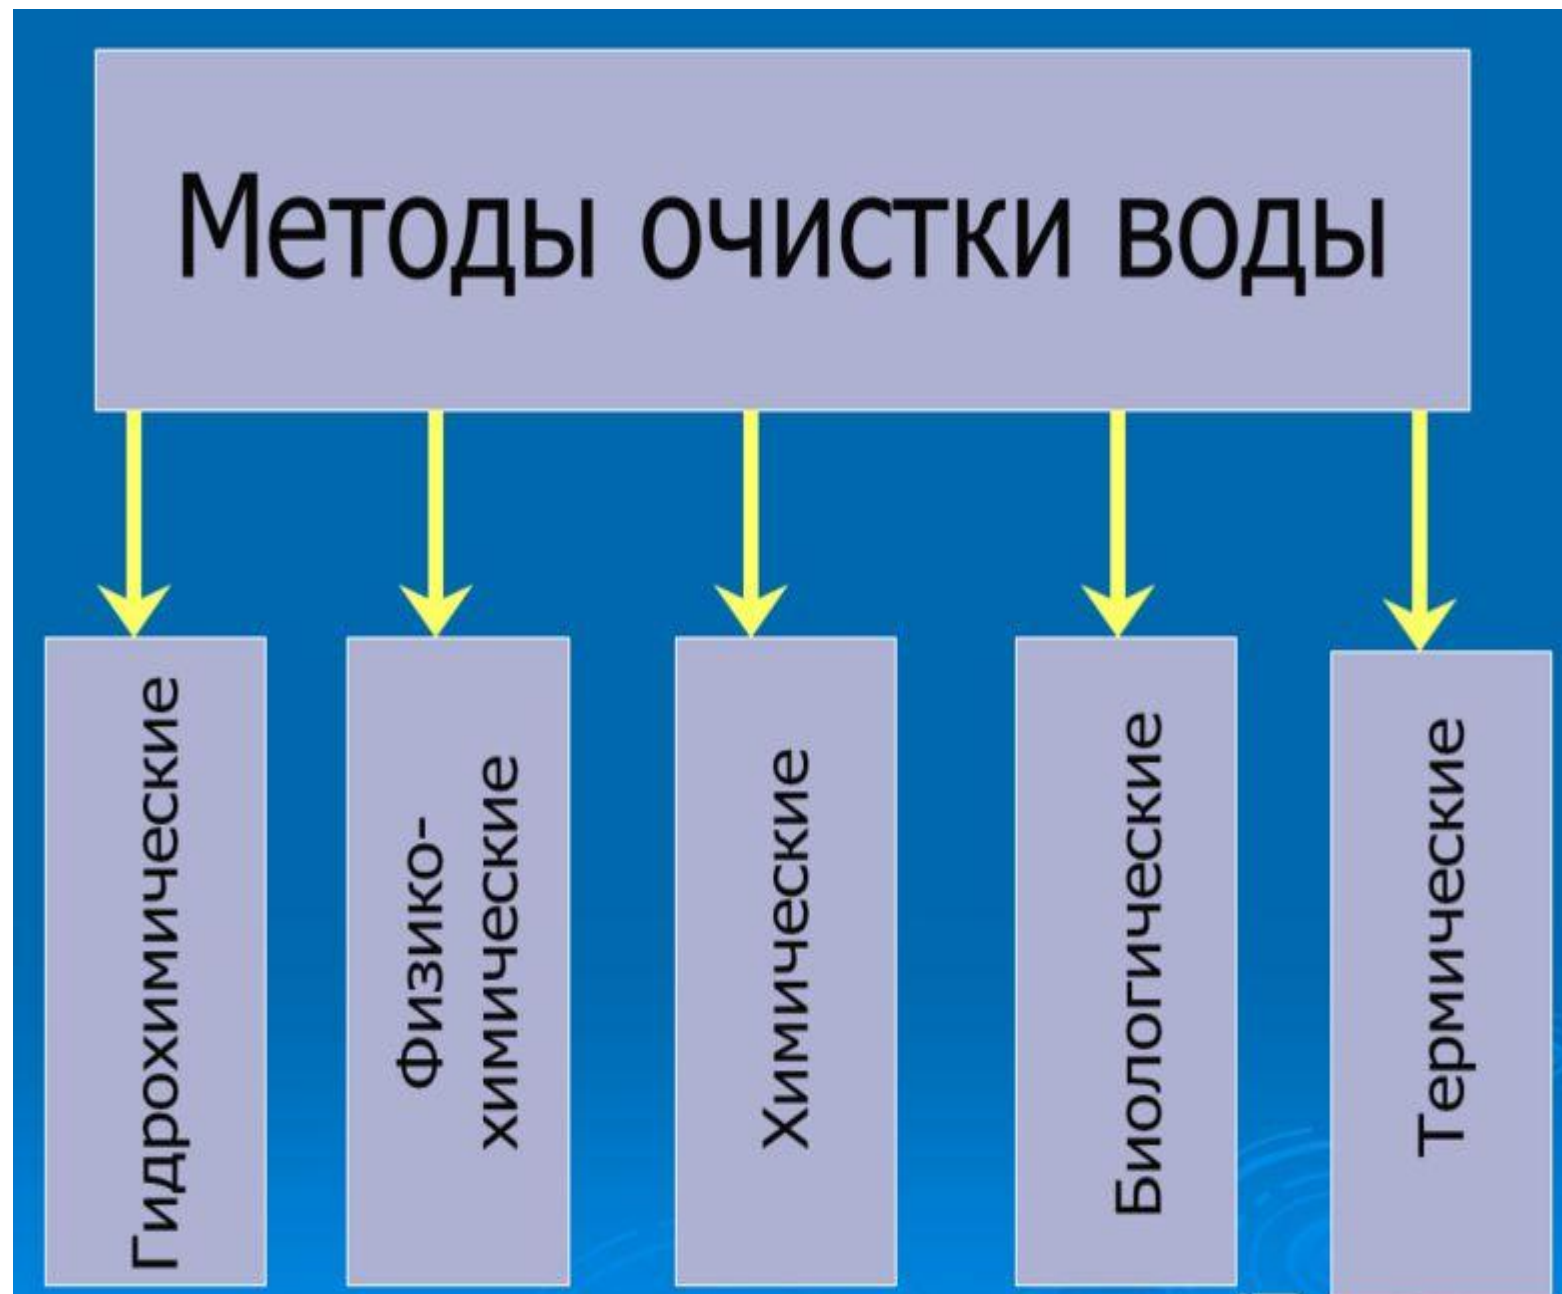 Методы очистки воды
Гидрохимические
Физико-
химические
Химические
Биологические
Термические